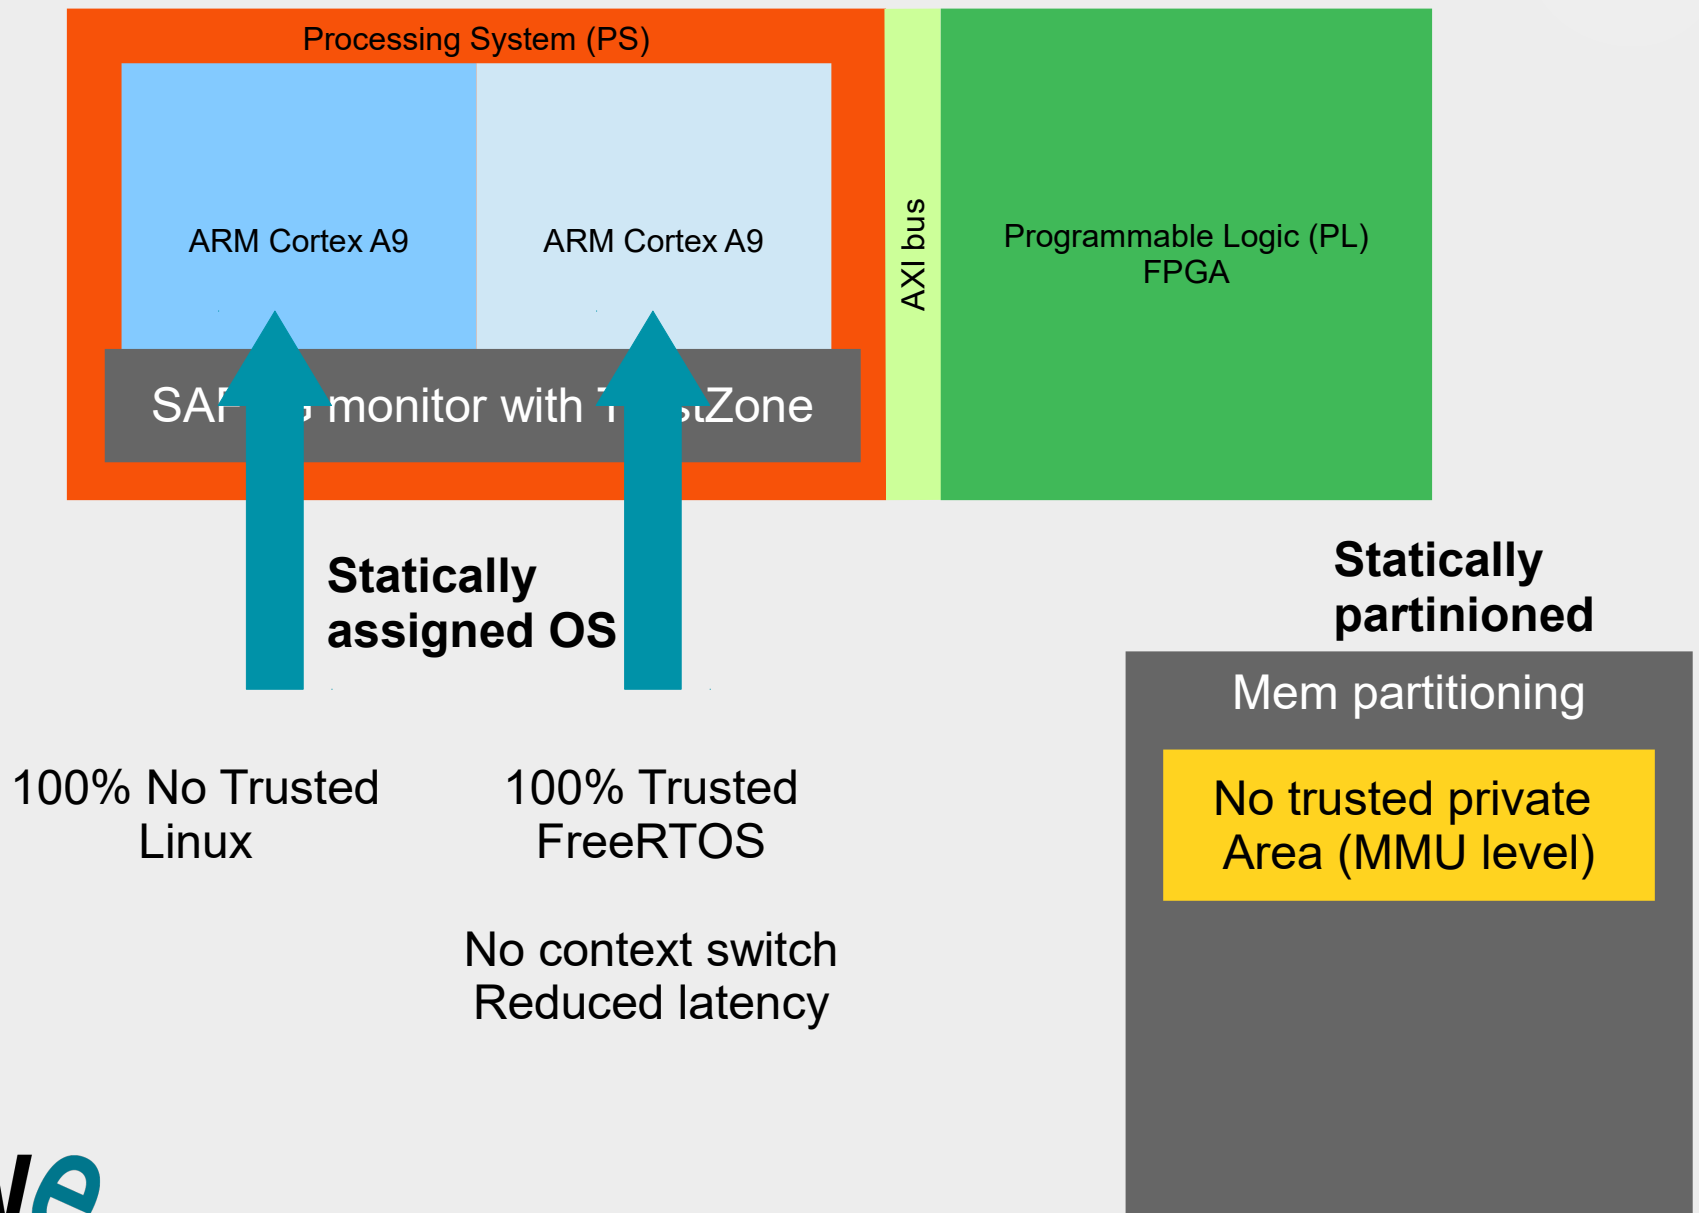 Processing System (PS)
ARM Cortex A9
ARM Cortex A9
AXI bus
Programmable Logic (PL)
FPGA
monitor with
Statically
assigned OS
Statically
partinioned
Mem partitioning
No trusted private
Area (MMU level)
100% No Trusted
Linux
100% Trusted
FreeRTOS
No context switch
Reduced latency